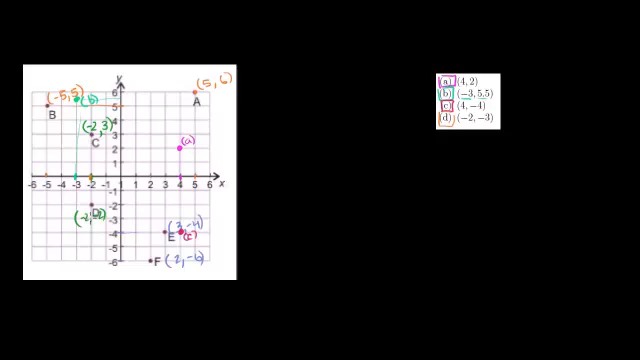 y
(-5,5)
(b)
(5,6)
A
B
(-2,3)
C
(a)
6
5
4
3
2
1
-6 -5 -4 -3 -2 -1 1 2 3 4 5 6 x
-1
-2
-3
-4
-5
-6
D
E
(3,-4)
(c)
F (2,-6)
(a) (4, 2)
(b) (−3, 5.5)
(c) (4, −4)
(d) (−2, −3)